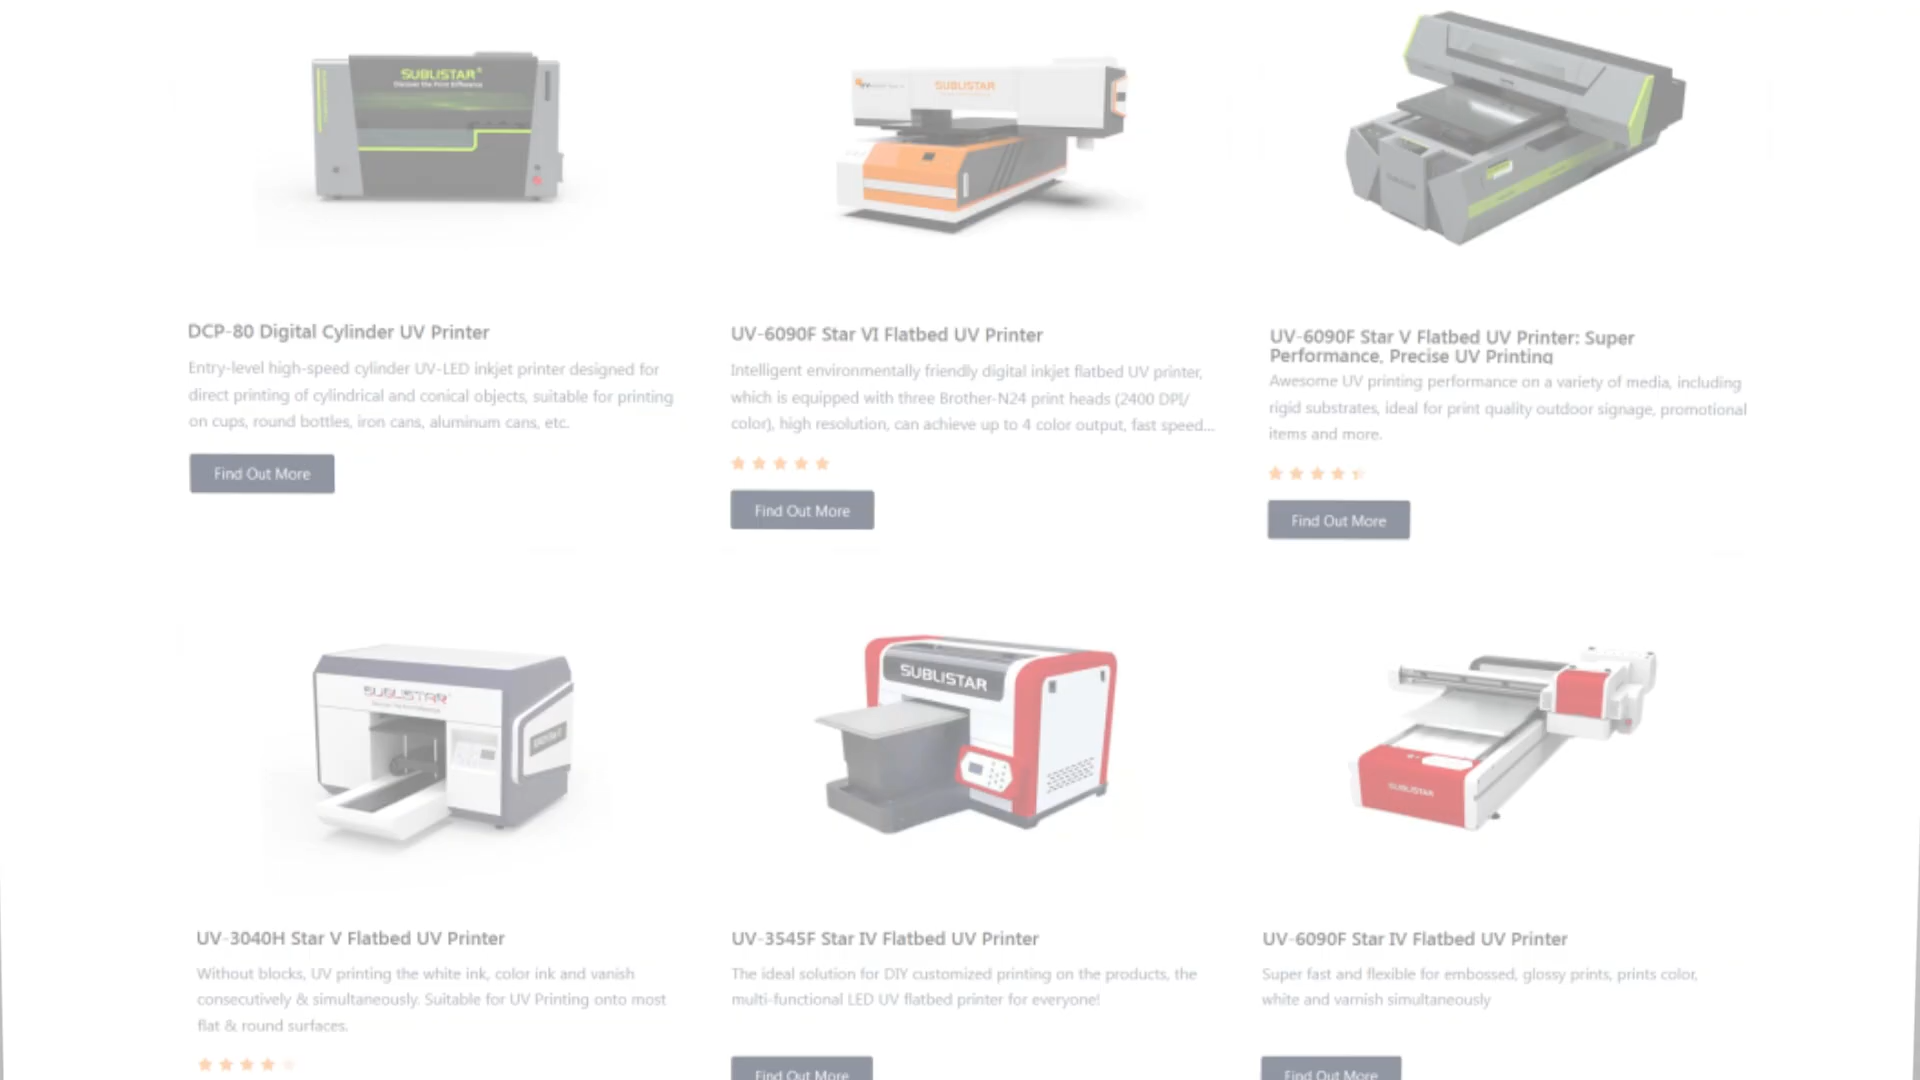 SUBLISTAR®
Discover the Print Difference
SUBLISTAR
DCP-80 Digital Cylinder UV Printer
Entry-level high-speed cylinder UV-LED inkjet printer designed for
direct printing of cylindrical and conical objects, suitable for printing
on cups, round bottles, iron cans, aluminum cans, etc.
Find Out More
UV-6090F Star VI Flatbed UV Printer
Intelligent environmentally friendly digital inkjet flatbed UV printer,
which is equipped with three Brother-N24 print heads (2400 DPI/
color), high resolution, can achieve up to 4 color output, fast speed...
Find Out More
UV-6090F Star V Flatbed UV Printer: Super
Performance, Precise UV Printing
Awesome UV printing performance on a variety of media, including
rigid substrates, ideal for print quality outdoor signage, promotional
items and more.
Find Out More
SUBLISTAR
SUBLISTAR
SUBLISTAR
UV-3040H Star V Flatbed UV Printer
Without blocks, UV printing the white ink, color ink and vanish
consecutively & simultaneously. Suitable for UV Printing onto most
flat & round surfaces.
UV-3545F Star IV Flatbed UV Printer
The ideal solution for DIY customized printing on the products, the
multi-functional LED UV flatbed printer for everyone!
Find Out More
UV-6090F Star IV Flatbed UV Printer
Super fast and flexible for embossed, glossy prints, prints color,
white and varnish simultaneously
Find Out More